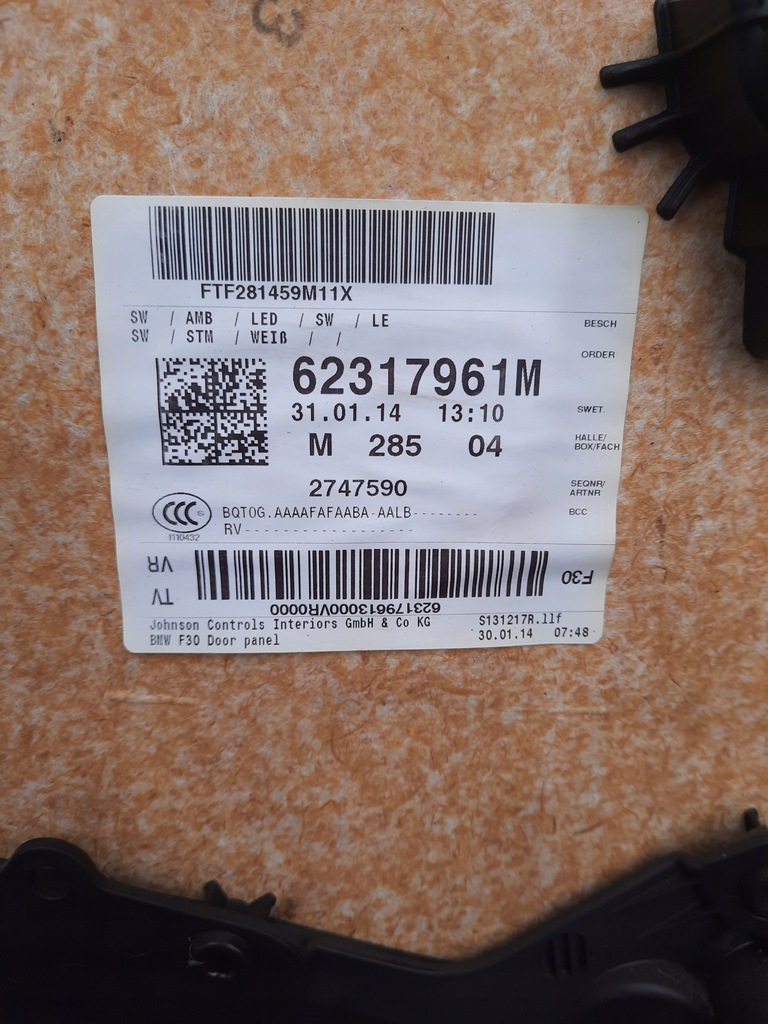 FTF281459M11X
SW / AMB / LED / SW / LE
SW / STM / WEIß / /
BESCH
ORDER
62317961M
31.01.14 13:10
SWET.
M 285 04
HALLE/
BOX/FACH
2747590
SEQNR/
ARTNR
CCC S
1110432
BQTOG.AAAAFAFAABA-AALB--------
BCC
RV------------------
VR
TV
F30
623179613000VR0000
Johnson Controls Interiors GmbH & Co KG
S131217R.llf
BMW F30 Door panel
30.01.14 07:48